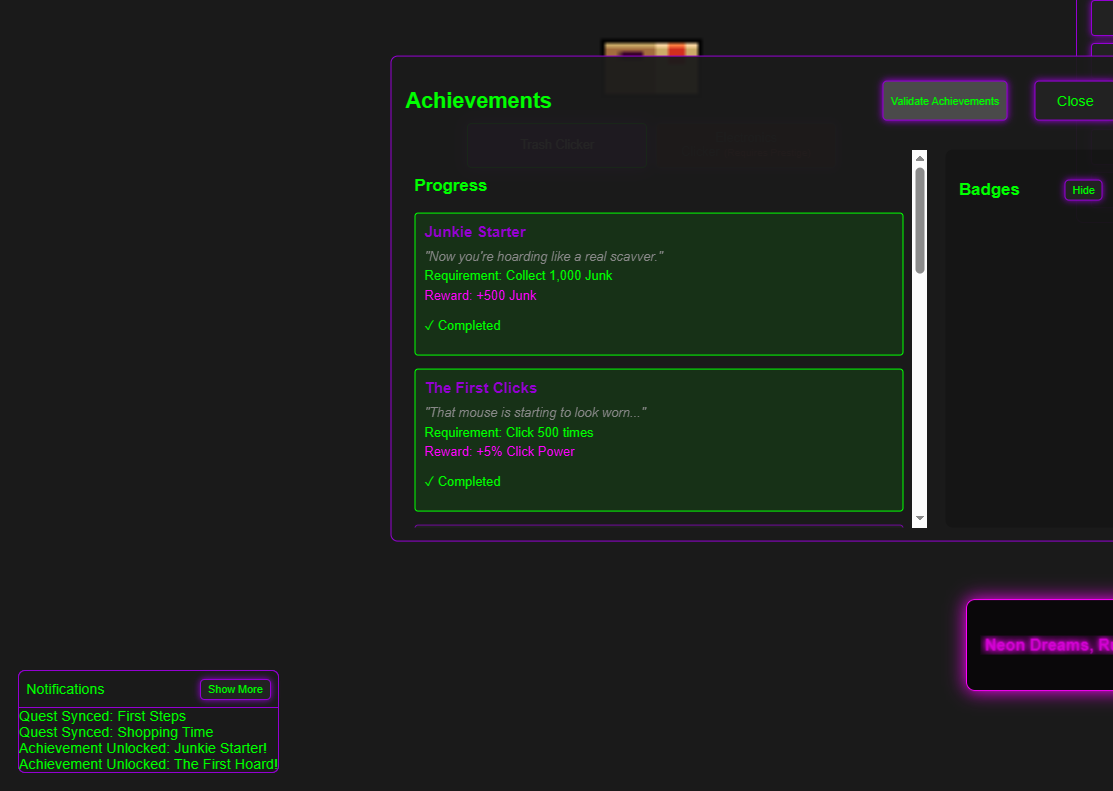 Achievements
Validate Achievements
Close
Trash Clicker
Progress
Badges
Hide
Junkie Starter
"Now you're hoarding like a real scavver."
Requirement: Collect 1,000 Junk
Reward: +500 Junk
✓ Completed
The First Clicks
"That mouse is starting to look worn..."
Requirement: Click 500 times
Reward: +5% Click Power
✓ Completed
Neon Dreams,
Notifications
Show More
Quest Synced: First Steps
Quest Synced: Shopping Time
Achievement Unlocked: Junkie Starter!
Achievement Unlocked: The First Hoard!